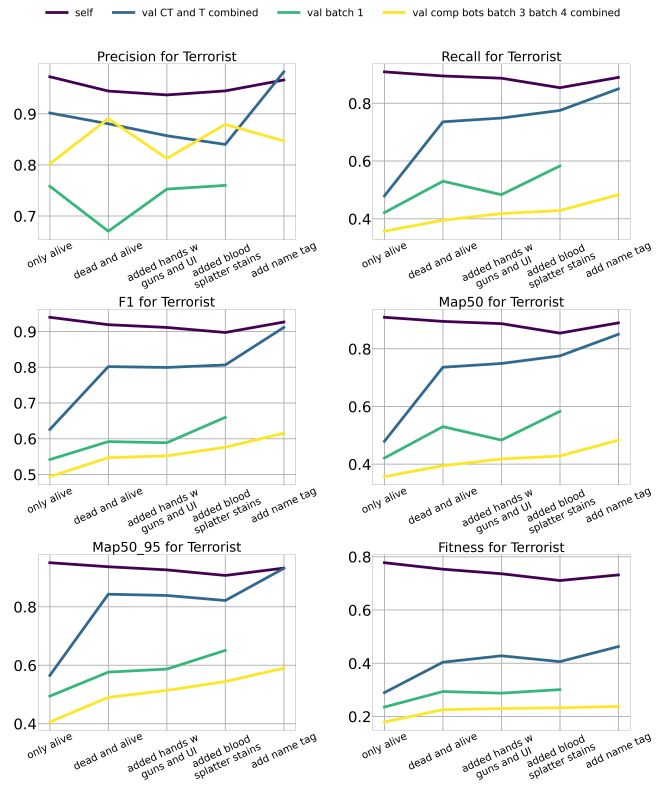 self val CT and T combined val batch 1 val comp bots batch 3 batch 4 combined
Precision for Terrorist
0.9
0.8
0.7
only alive
dead and alive
added hands w
guns and UI
added blood
splatter stains
add name tag
Recall for Terrorist
0.8
0.6
0.4
only alive
dead and alive
added hands w
guns and UI
added blood
splatter stains
add name tag
F1 for Terrorist
0.9
0.8
0.7
0.6
0.5
only alive
dead and alive
added hands w
guns and UI
added blood
splatter stains
add name tag
Map50 for Terrorist
0.8
0.6
0.4
only alive
dead and alive
added hands w
guns and UI
added blood
splatter stains
add name tag
Map50_95 for Terrorist
0.8
0.6
0.4
only alive
dead and alive
added hands w
guns and UI
added blood
splatter stains
add name tag
Fitness for Terrorist
0.8
0.6
0.4
0.2
only alive
dead and alive
added hands w
guns and UI
added blood
splatter stains
add name tag